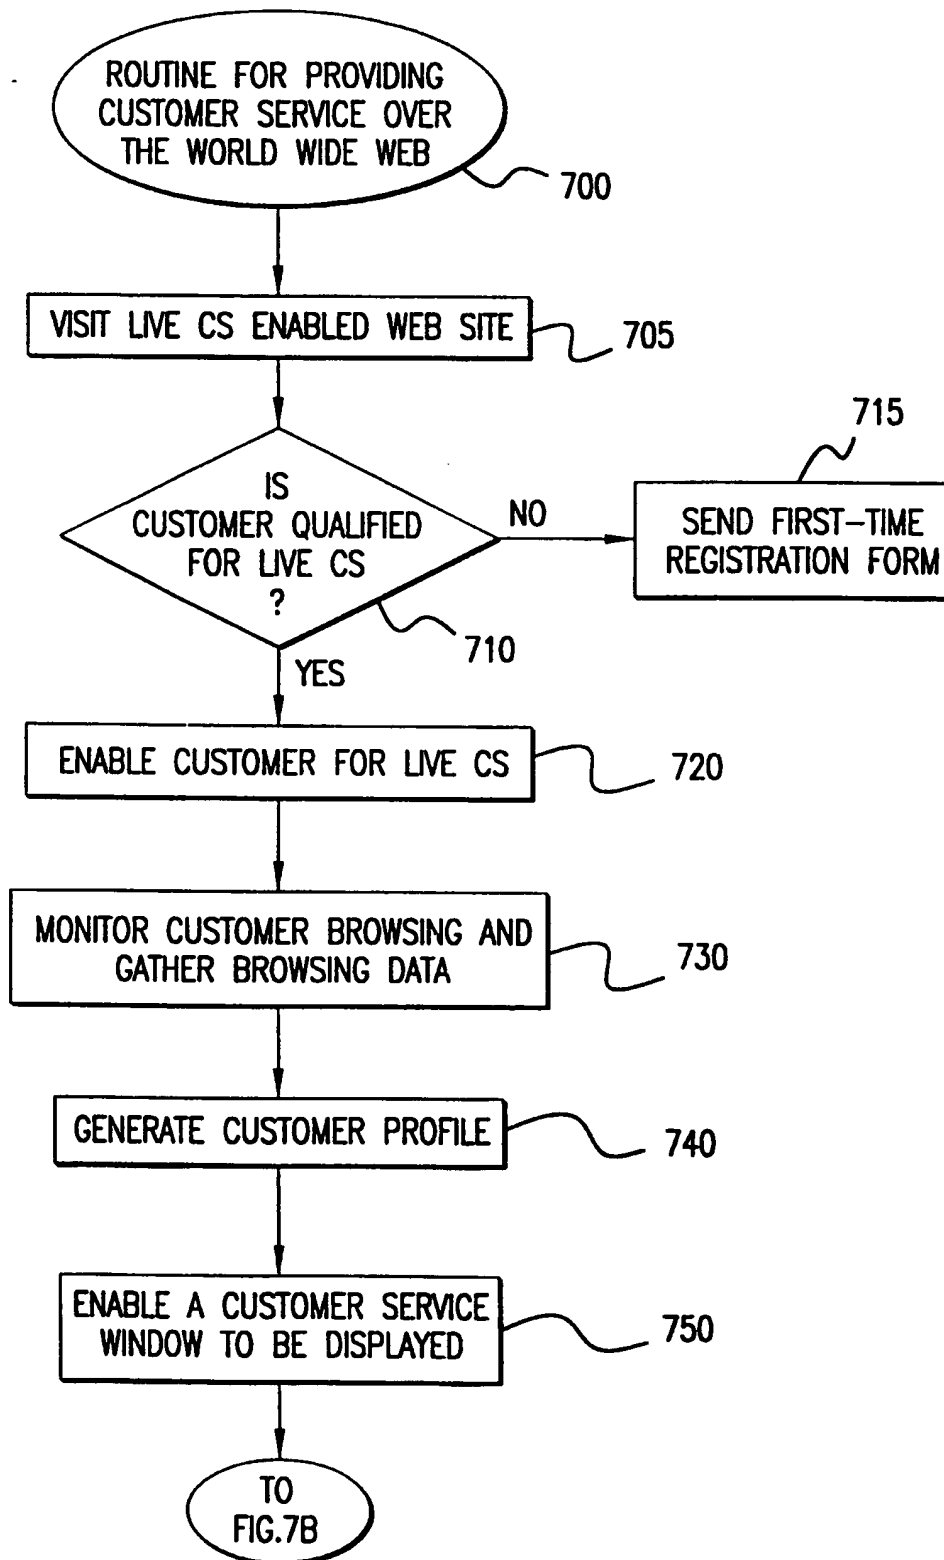 ROUTINE FOR PROVIDING
CUSTOMER SERVICE OVER
THE WORLD WIDE WEB
700
VISIT LIVE CS ENABLED WEB SITE
705
IS
CUSTOMER QUALIFIED
FOR LIVE CS
?
710
NO
715
SEND FIRST-TIME
REGISTRATION FORM
YES
ENABLE CUSTOMER FOR LIVE CS
720
MONITOR CUSTOMER BROWSING AND
GATHER BROWSING DATA
730
GENERATE CUSTOMER PROFILE
740
ENABLE A CUSTOMER SERVICE
WINDOW TO BE DISPLAYED
750
TO
FIG.7B